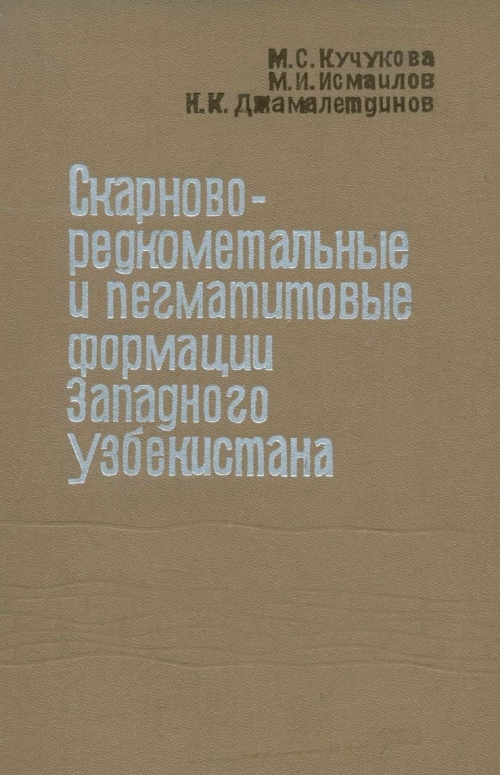 М.С. Кучукова
М.И. Исмаилов
Н.К. Джамалетдинов
Скарново-
редкометальные
и пегматитовые
формации
Западного
Узбекистана